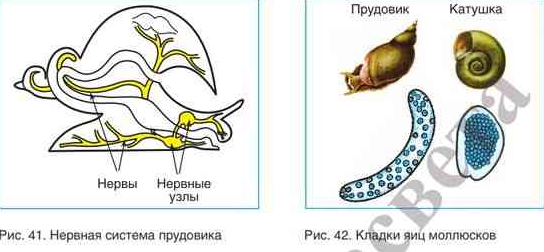 Прудовик Катушка
Нервы Нервные
узлы
Рис. 41. Нервная система прудовика
Рис. 42. Кладки яиц моллюсков